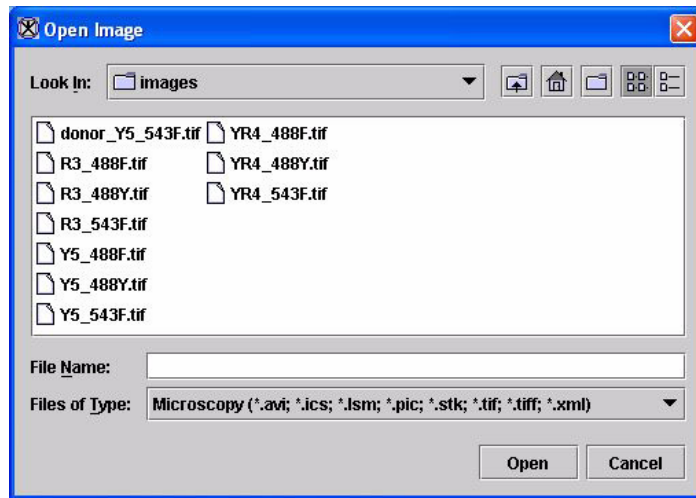 Open Image
Look In: images
donor_Y5_543F.tif YR4_488F.tif
R3_488F.tif YR4_488Y.tif
R3_488Y.tif YR4_543F.tif
R3_543F.tif
Y5_488F.tif
Y5_488Y.tif
Y5_543F.tif
File Name:
Files of Type: Microscopy (*.avi; *.ics; *.lsm; *.pic; *.stk; *.tif; *.tiff; *.xml)
Open Cancel